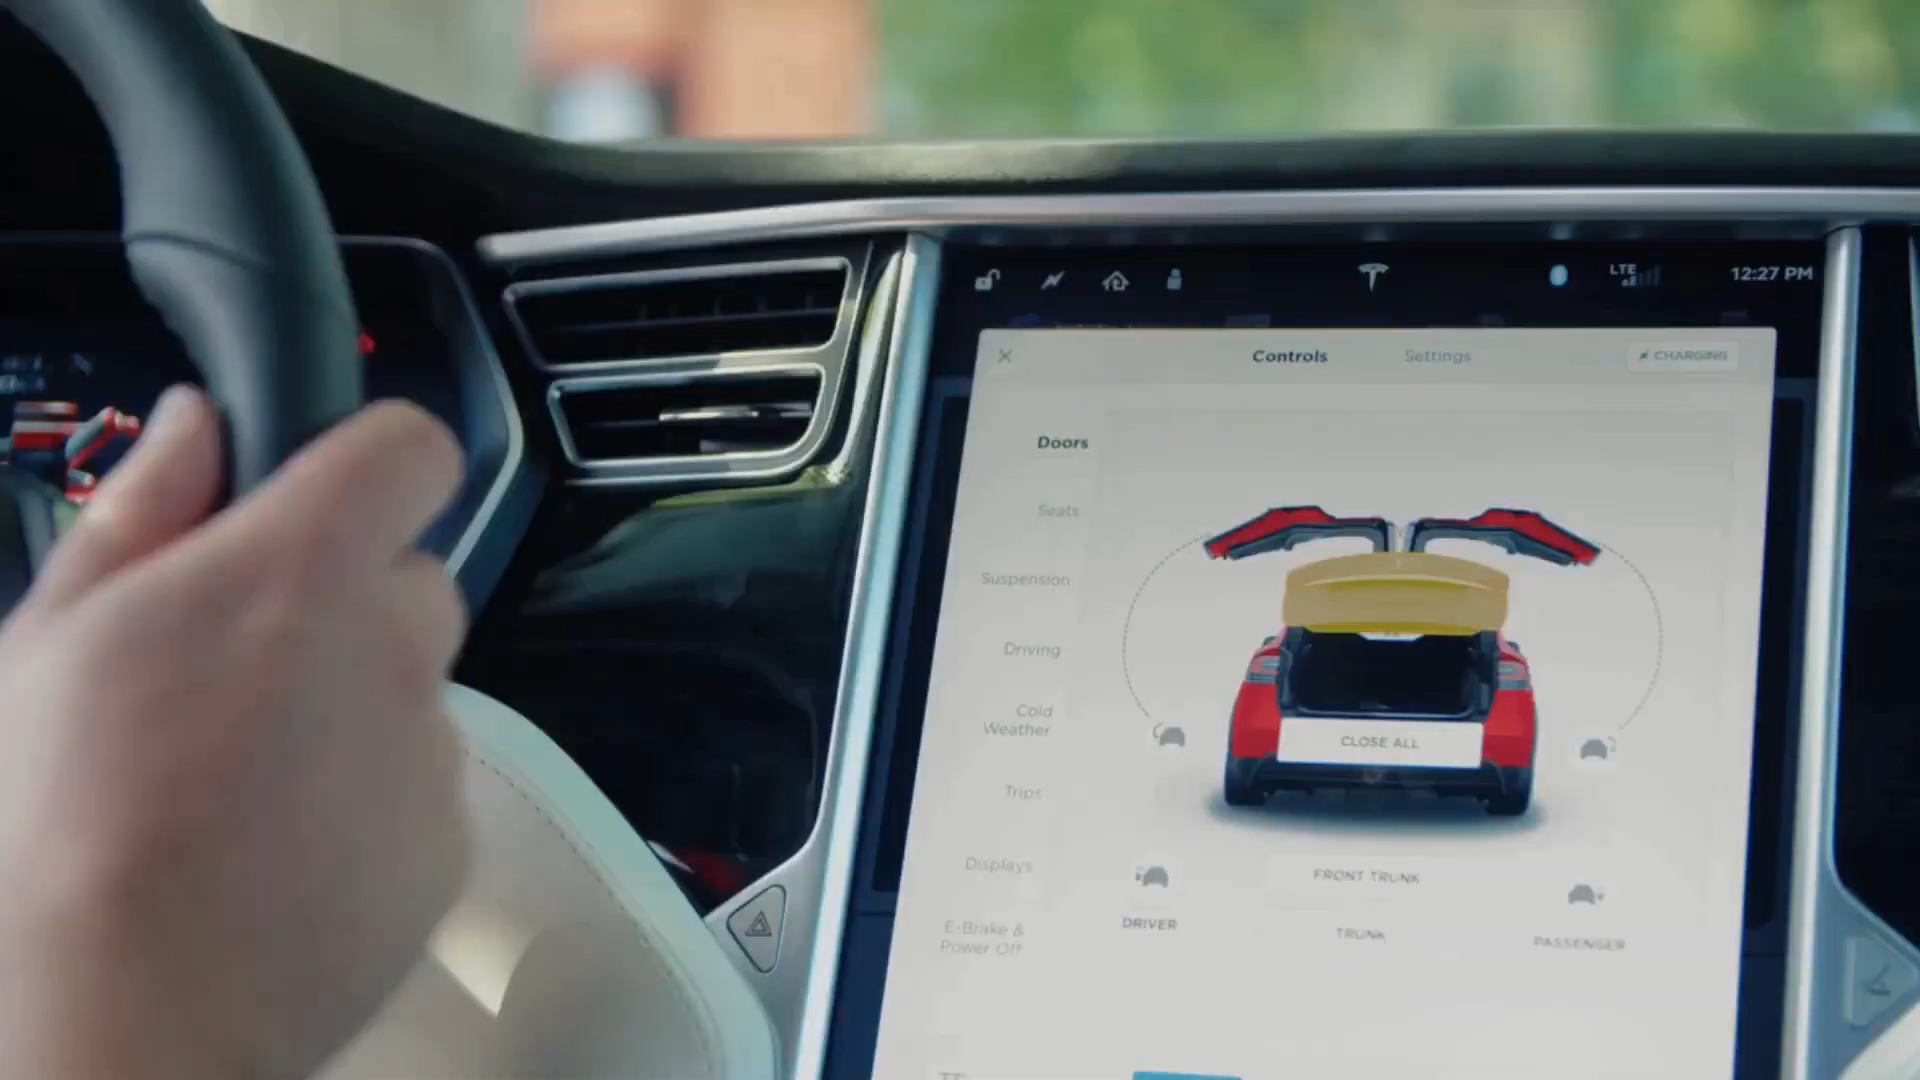 LTE
12:27 PM
Controls
Settings
CHARGING
Doors
Seats
Suspension
Driving
Cold
Weather
Trips
Displays
E-Brake &
Power Off
CLOSE ALL
FRONT TRUNK
DRIVER
TRUNK
PASSENGER